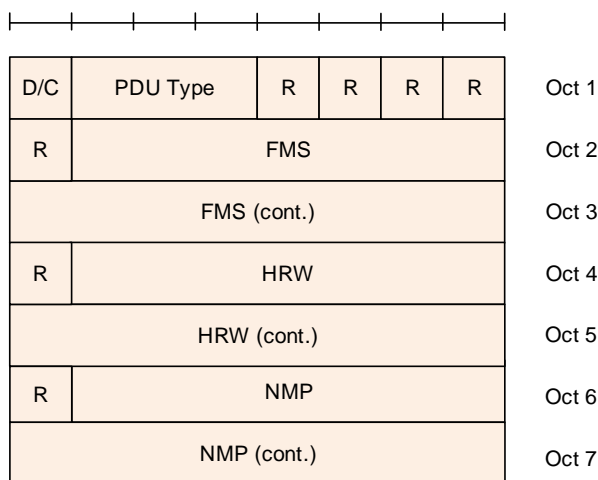 D/C PDU Type R R R R Oct 1
R FMS Oct 2
FMS (cont.) Oct 3
R HRW Oct 4
HRW (cont.) Oct 5
R NMP Oct 6
NMP (cont.) Oct 7